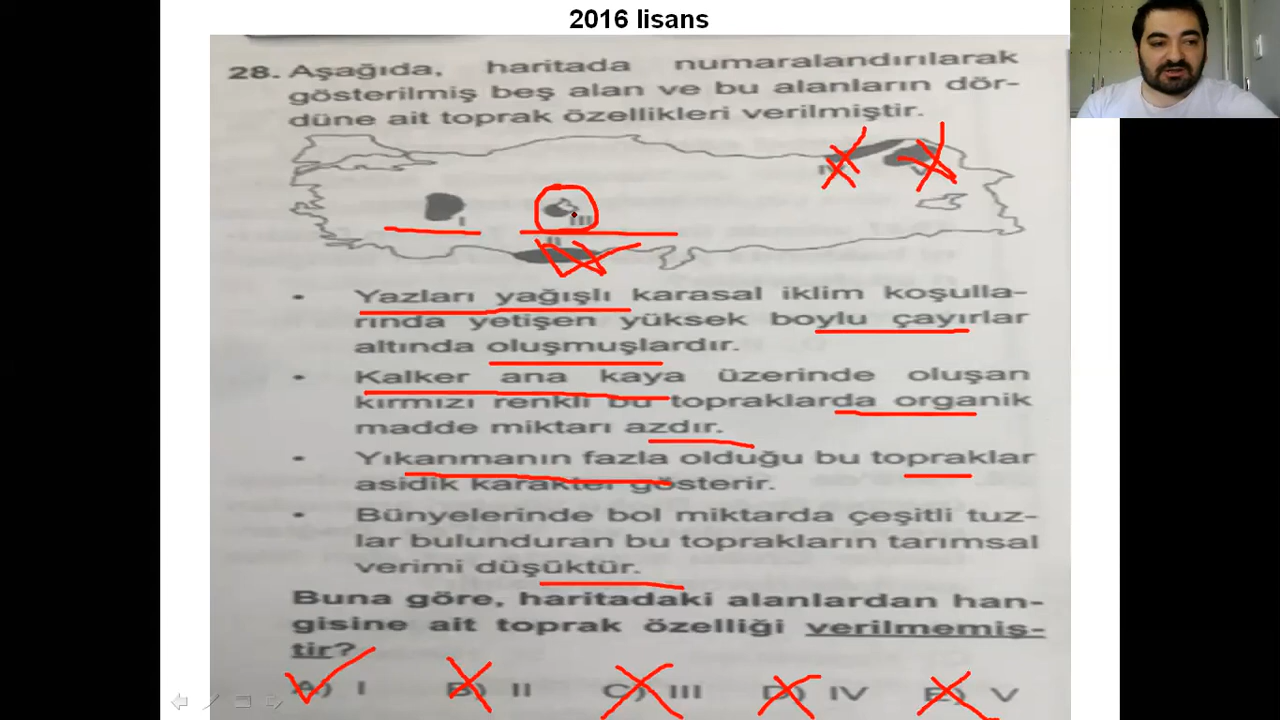 2016 lisans
28. Aşağıda, haritada numaralandırılarak
gösterilmiş beş alan ve bu alanların dör-
düne ait toprak özellikleri verilmiştir.
IV
V
I
III
II
• Yazları yağışlı karasal iklim koşulla-
rında yetişen yüksek boylu çayırlar
altında oluşmuşlardır.
• Kalker ana kaya üzerinde oluşan
kırmızı renkli bu topraklarda organik
madde miktarı azdır.
• Yıkanmanın fazla olduğu bu topraklar
asidik karakter gösterir.
• Bünyelerinde bol miktarda çeşitli tuz-
lar bulunduran bu toprakların tarımsal
verimi düşüktür.
Buna göre, haritadaki alanlardan han-
gisine ait toprak özelliği verilmemiş-
tir?
A) I B) II C) III D) IV E) V